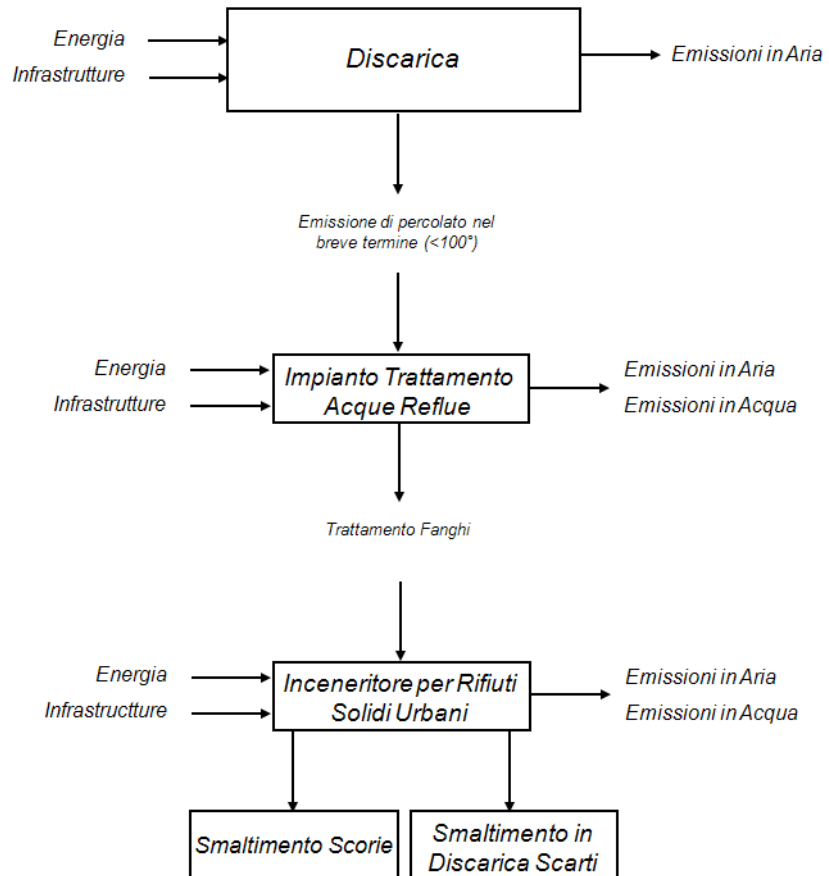 Energia
Infrastrutture
Discarica
Emissioni in Aria
Emissione di percolato nel
breve termine (<100°)
Energia
Infrastrutture
Impianto Trattamento
Acque Reflue
Emissioni in Aria
Emissioni in Acqua
Trattamento Fanghi
Energia
Infrastructture
Inceneritore per Rifiuti
Solidi Urbani
Emissioni in Aria
Emissioni in Acqua
Smaltimento Scorie
Smaltimento in
Discarica Scarti